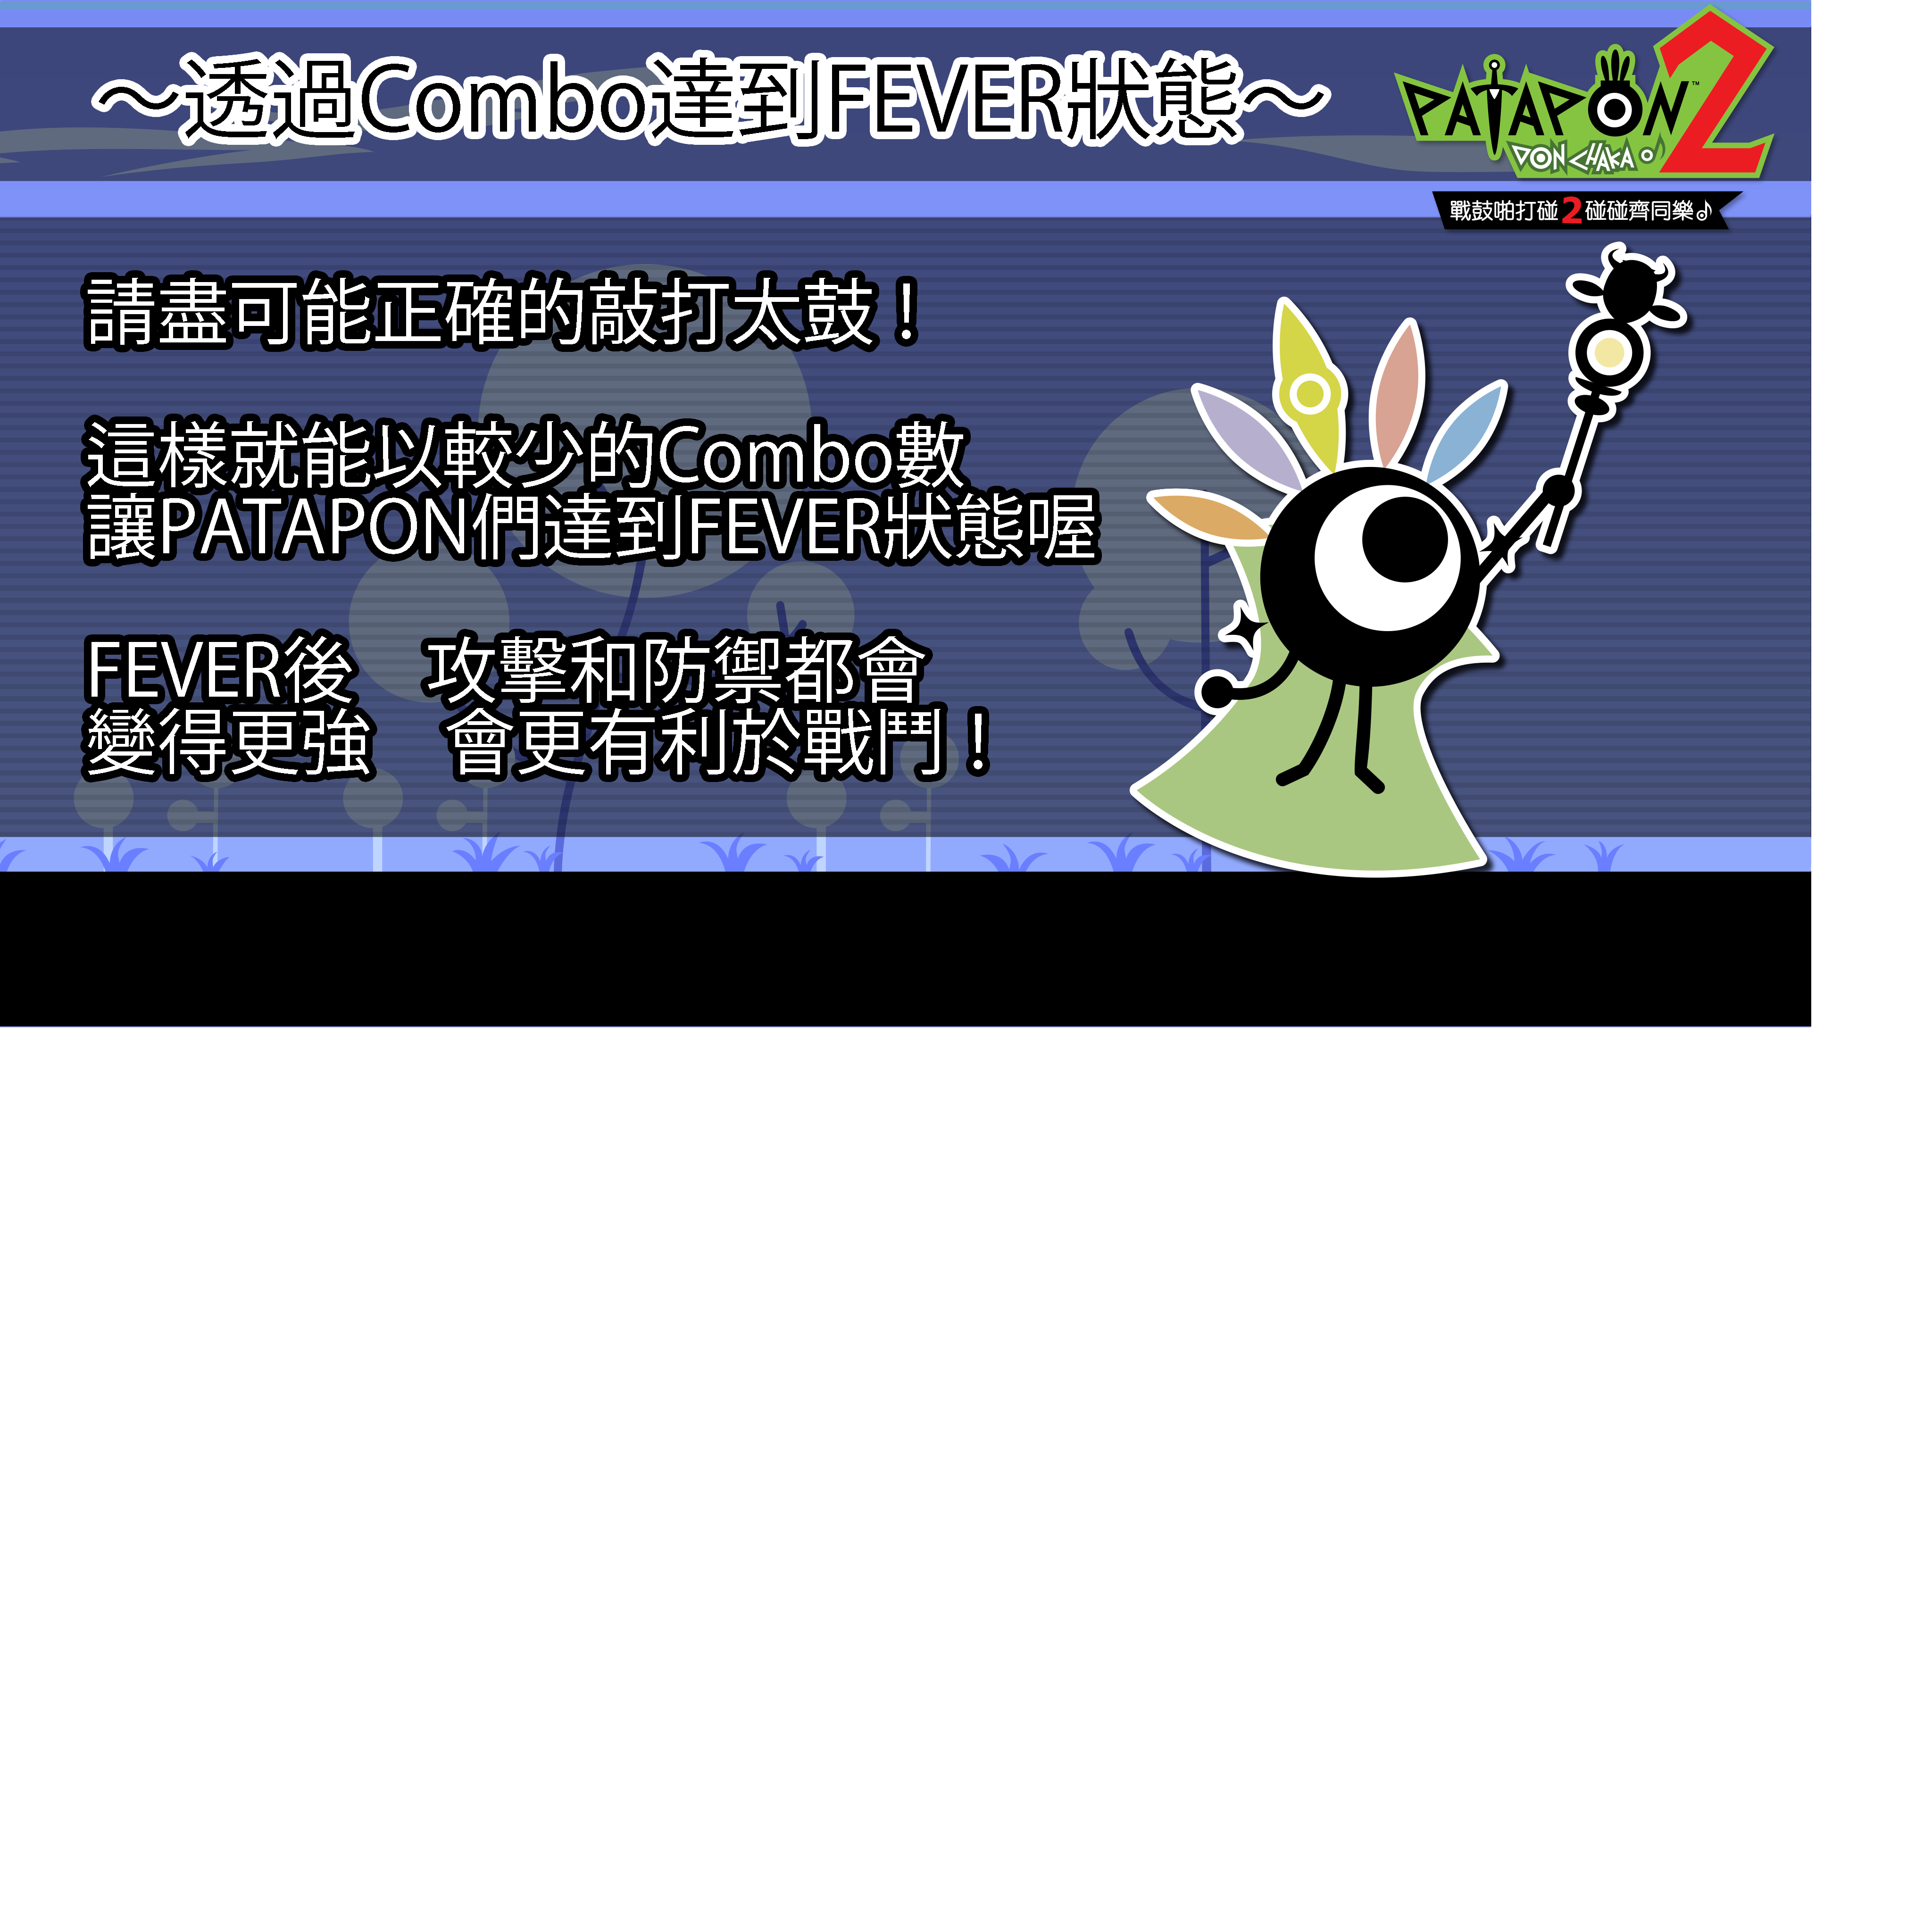 ～透過Combo達到FEVER狀態～
PATAPON™2
DON CHAKA♪
戰鼓啪打碰2碰碰齊同樂♪
請盡可能正確的敲打太鼓！
這樣就能以較少的Combo數
讓PATAPON們達到FEVER狀態喔
FEVER後　攻擊和防禦都會
變得更強　會更有利於戰鬥！